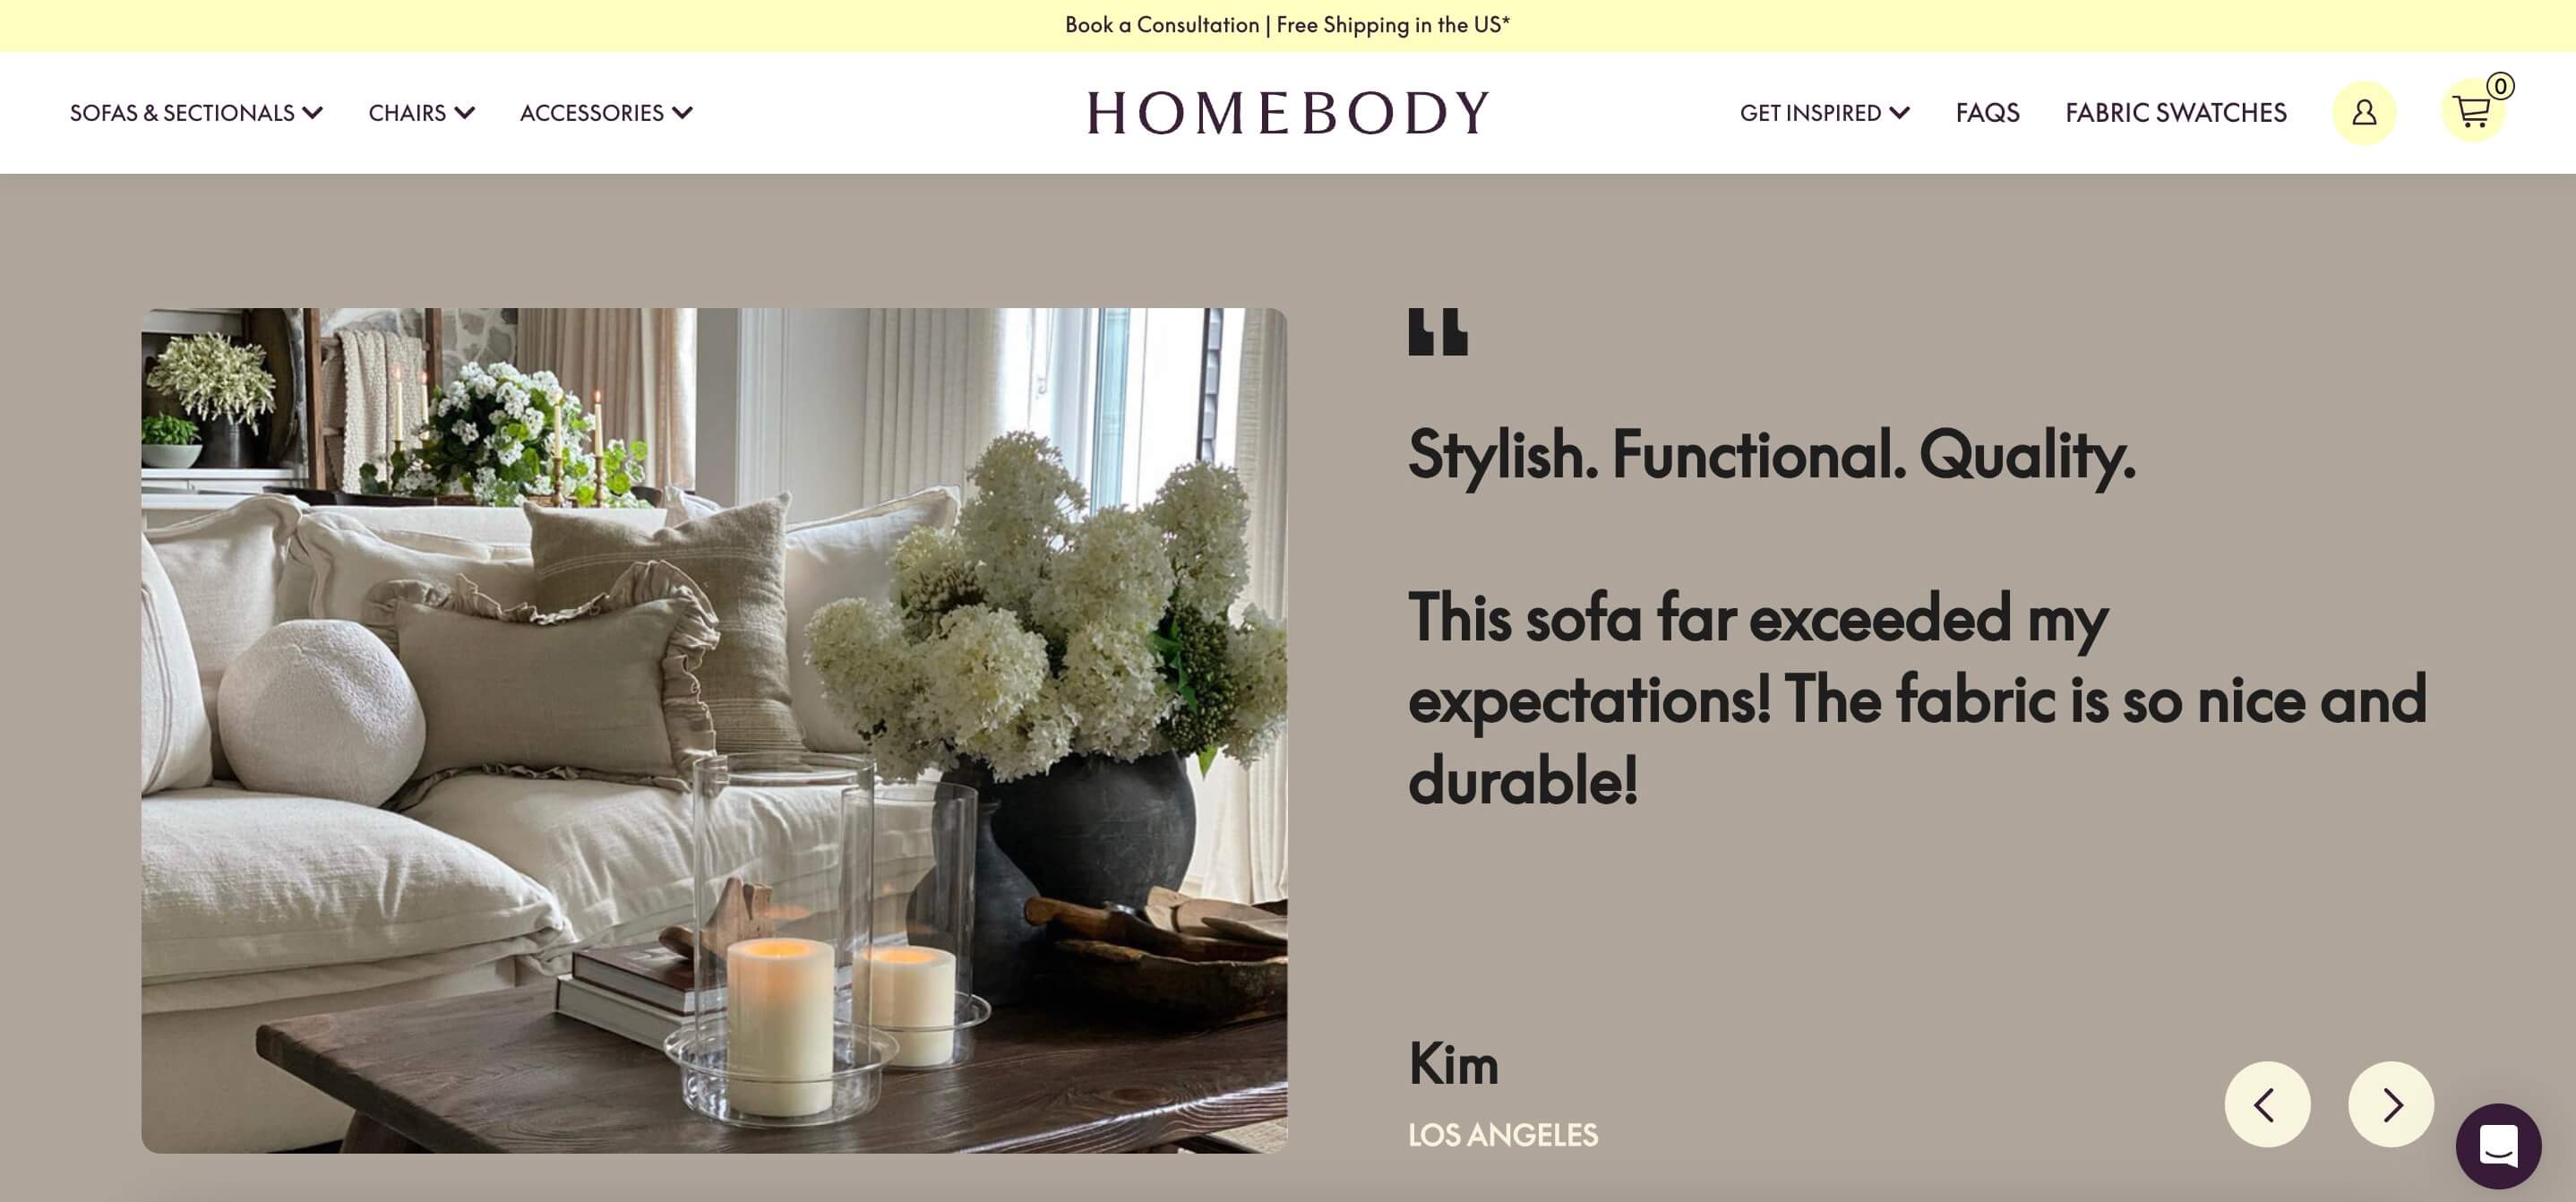 Book a Consultation | Free Shipping in the US*
SOFAS & SECTIONALS
CHAIRS
ACCESSORIES
HOMEBODY
GET INSPIRED
FAQS
FABRIC SWATCHES
0
“
Stylish. Functional. Quality.
This sofa far exceeded my
expectations! The fabric is so nice and
durable!
Kim
LOS ANGELES